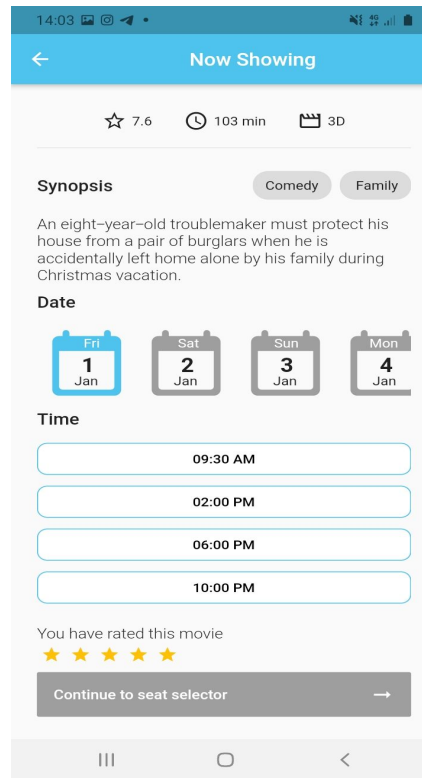 14:03
4G
Now Showing
7.6 103 min 3D
Synopsis Comedy Family
An eight-year-old troublemaker must protect his
house from a pair of burglars when he is
accidentally left home alone by his family during
Christmas vacation.
Date
Fri Sat Sun Mon
1 2 3 4
Jan Jan Jan Jan
Time
09:30 AM
02:00 PM
06:00 PM
10:00 PM
You have rated this movie
Continue to seat selector